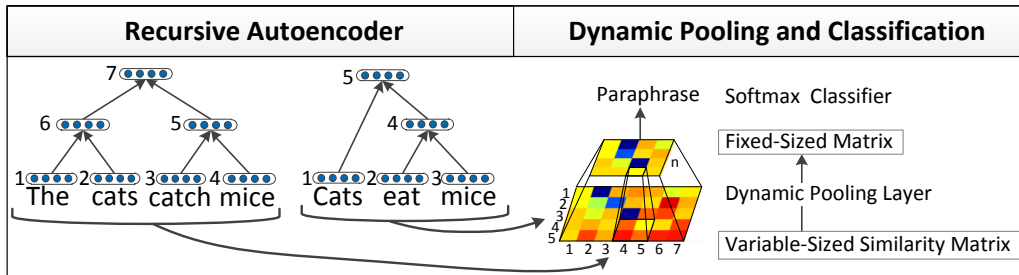 Recursive Autoencoder
Dynamic Pooling and Classification
7
6
5
1 2 3 4
The cats catch mice
5
4
1 2 3
Cats eat mice
Paraphrase
n
1
2
3
4
5
1 2 3 4 5 6 7
Softmax Classifier
Fixed-Sized Matrix
Dynamic Pooling Layer
Variable-Sized Similarity Matrix